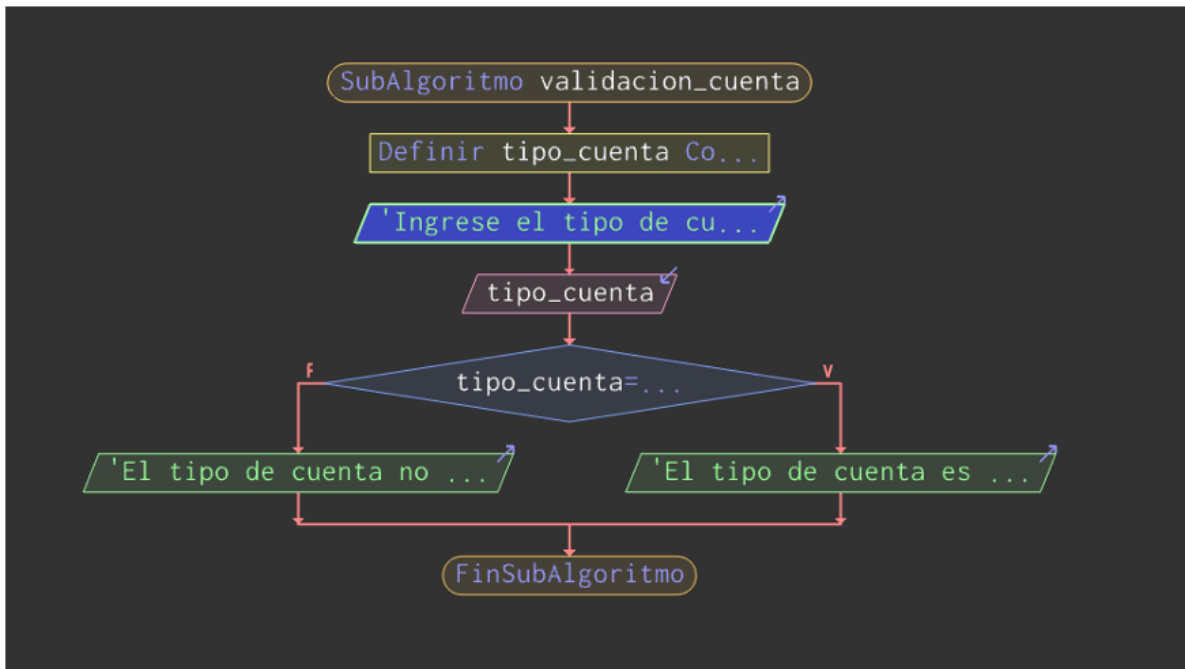 SubAlgoritmo validacion_cuenta
Definir tipo_cuenta Co...
'Ingrese el tipo de cu...
tipo_cuenta
F
V
tipo_cuenta=...
'El tipo de cuenta no ...
'El tipo de cuenta es ...
FinSubAlgoritmo